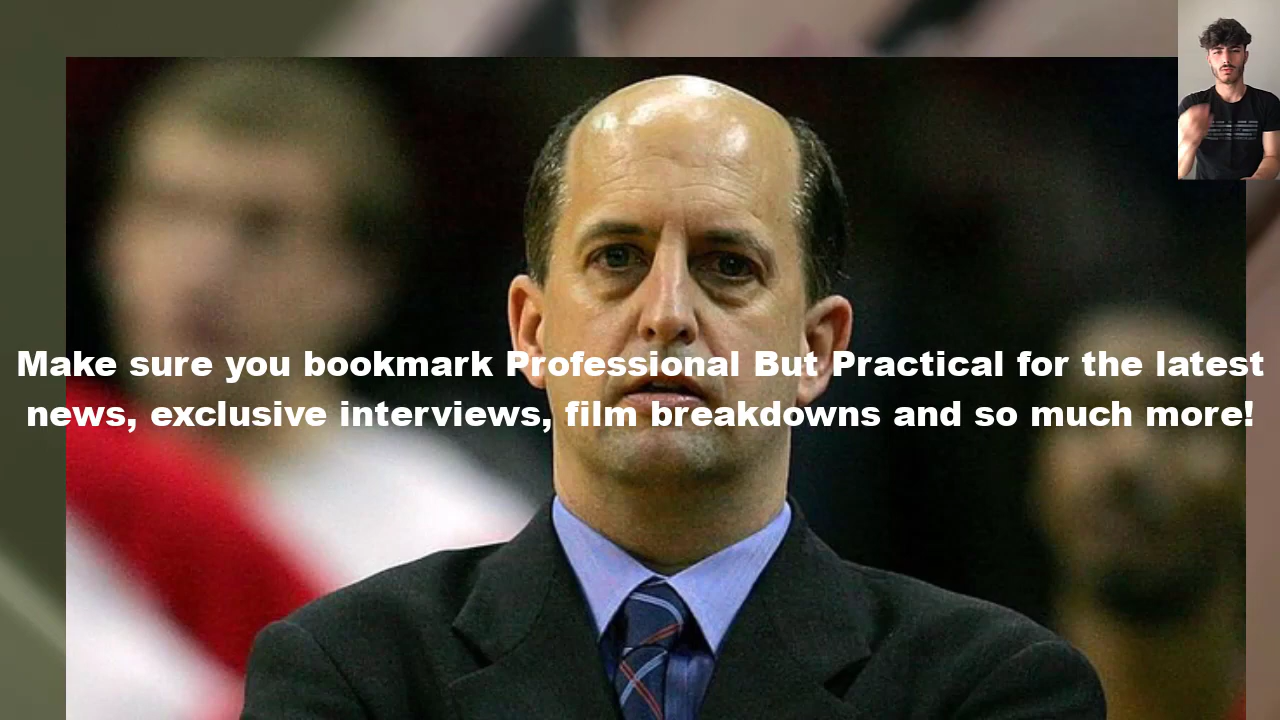 Make sure you bookmark Professional But Practical for the latest
news, exclusive interviews, film breakdowns and so much more!